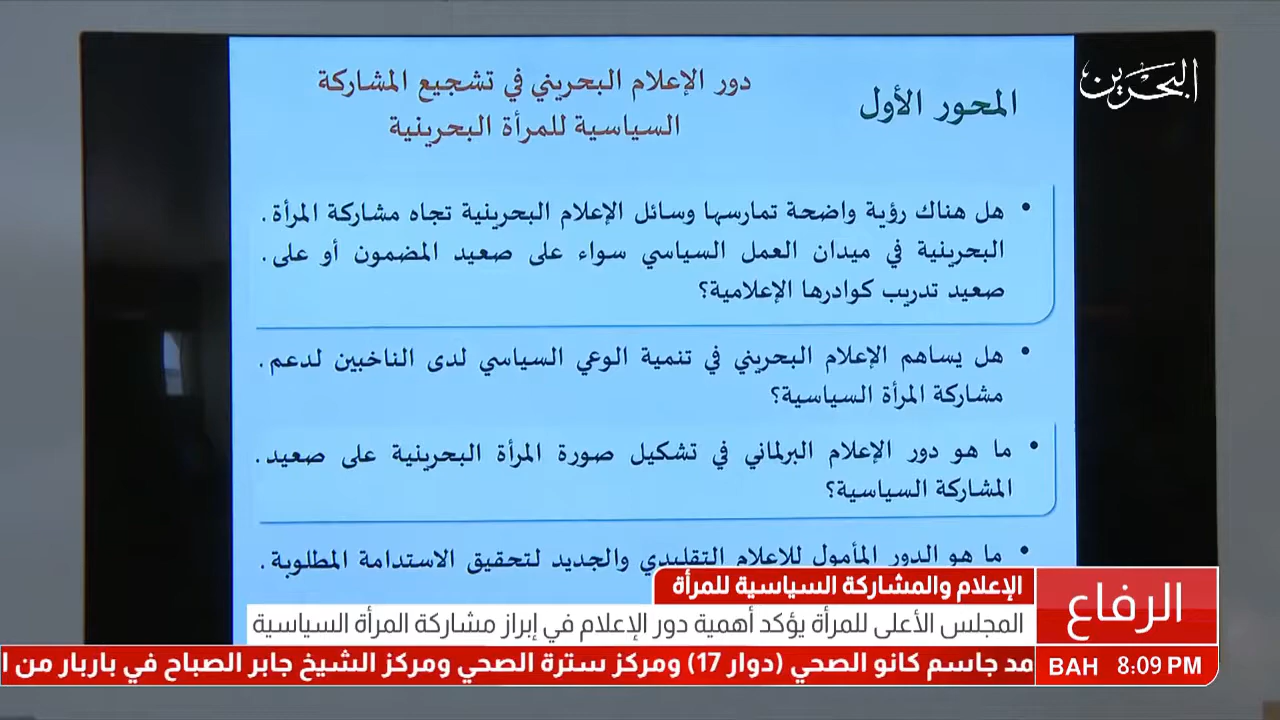 البحرين
المحور الأول
دور الإعلام البحريني في تشجيع المشاركة
السياسية للمرأة البحرينية
• هل هناك رؤية واضحة تمارسها وسائل الإعلام البحرينية تجاه مشاركة المرأة.
البحرينية في ميدان العمل السياسي سواء على صعيد المضمون أو على.
صعيد تدريب كوادرها الإعلامية؟
• هل يساهم الإعلام البحريني في تنمية الوعي السياسي لدى الناخبين لدعم.
مشاركة المرأة السياسية؟
• ما هو دور الإعلام البرلماني في تشكيل صورة المرأة البحرينية على صعيد.
المشاركة السياسية؟
• ما هو الدور المأمول للاعلام التقليدي والجديد لتحقيق الاستدامة المطلوبة.
الإعلام والمشاركة السياسية للمرأة
الرفاع
المجلس الأعلى للمرأة يؤكد أهمية دور الإعلام في إبراز مشاركة المرأة السياسية
مد جاسم كانو الصحي (دوار 17) ومركز سترة الصحي ومركز الشيخ جابر الصباح في باربار من ا
BAH 8:09 PM